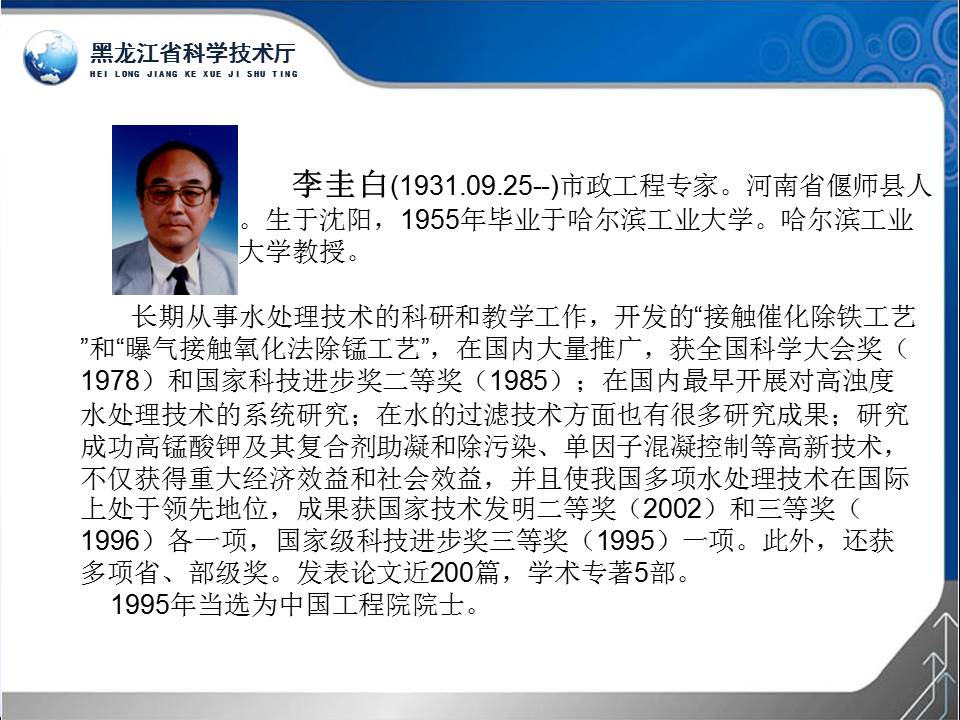 黑龙江省科学技术厅
HEI LONG JIANG KE XUE JI SHU TING
李圭白(1931.09.25--)市政工程专家。河南省偃师县人
。生于沈阳，1955年毕业于哈尔滨工业大学。哈尔滨工业
大学教授。
长期从事水处理技术的科研和教学工作，开发的“接触催化除铁工艺
”和“曝气接触氧化法除锰工艺”，在国内大量推广，获全国科学大会奖（
1978）和国家科技进步奖二等奖（1985）；在国内最早开展对高浊度
水处理技术的系统研究；在水的过滤技术方面也有很多研究成果；研究
成功高锰酸钾及其复合剂助凝和除污染、单因子混凝控制等高新技术，
不仅获得重大经济效益和社会效益，并且使我国多项水处理技术在国际
上处于领先地位，成果获国家技术发明二等奖（2002）和三等奖（
1996）各一项，国家级科技进步奖三等奖（1995）一项。此外，还获
多项省、部级奖。发表论文近200篇，学术专著5部。
1995年当选为中国工程院院士。